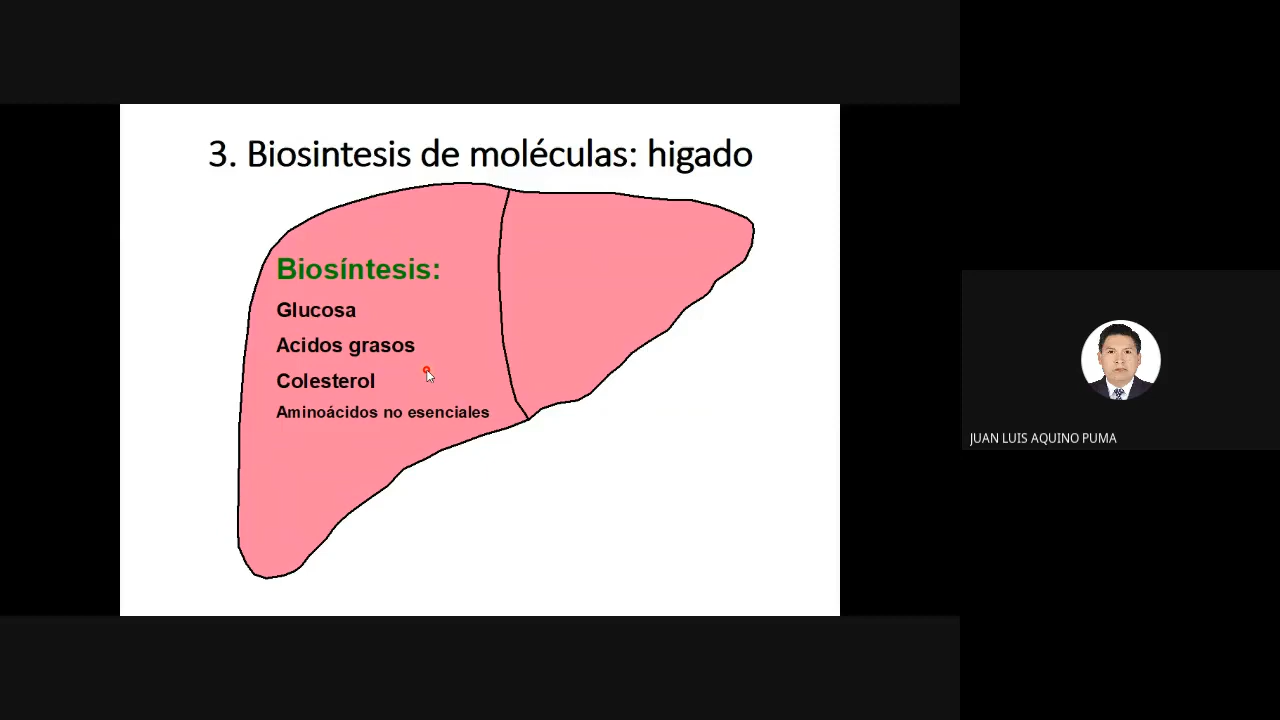 3. Biosintesis de moléculas: higado
Biosíntesis:
Glucosa
Acidos grasos
Colesterol
Aminoácidos no esenciales
JUAN LUIS AQUINO PUMA